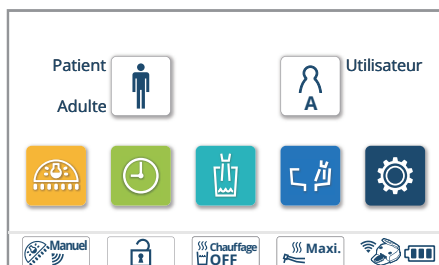 Patient
Utilisateur
Adulte
A
Manuel
Chauffage
OFF
Maxi.